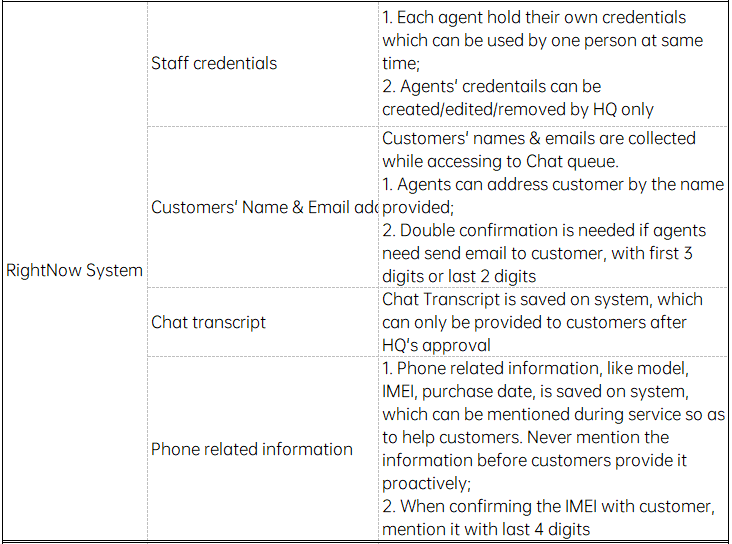 RightNow System
Staff credentials
1. Each agent hold their own credentials
which can be used by one person at same
time;
2. Agents' credentails can be
created/edited/removed by HQ only
Customers' Name & Email add
Customers' names & emails are collected
while accessing to Chat queue.
1. Agents can address customer by the name
provided;
2. Double confirmation is needed if agents
need send email to customer, with first 3
digits or last 2 digits
Chat transcript
Chat Transcript is saved on system, which
can only be provided to customers after
HQ's approval
Phone related information
1. Phone related information, like model,
IMEI, purchase date, is saved on system,
which can be mentioned during service so as
to help customers. Never mention the
information before customers provide it
proactively;
2. When confirming the IMEI with customer,
mention it with last 4 digits